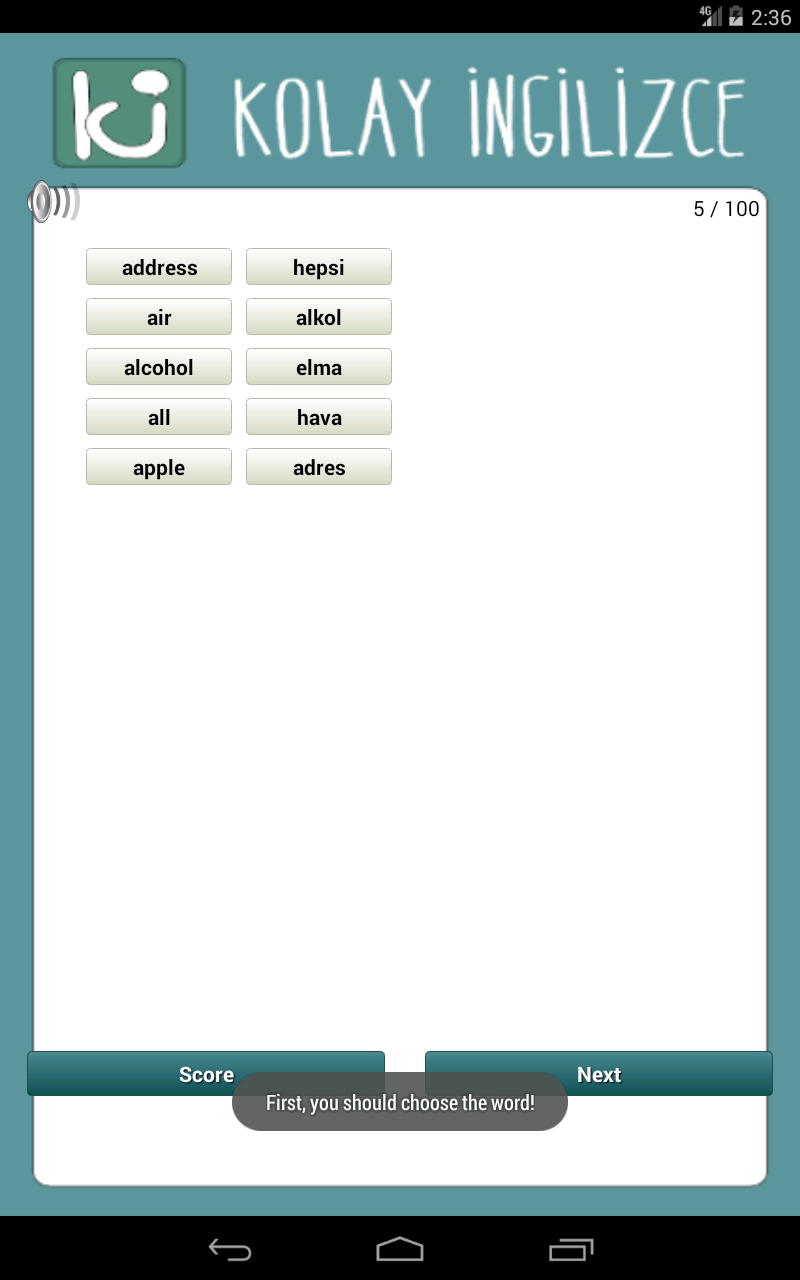 4G 2:36
ki KOLAY İNGİLİZCE
5 / 100
address hepsi
air alkol
alcohol elma
all hava
apple adres
Score Next
First, you should choose the word!